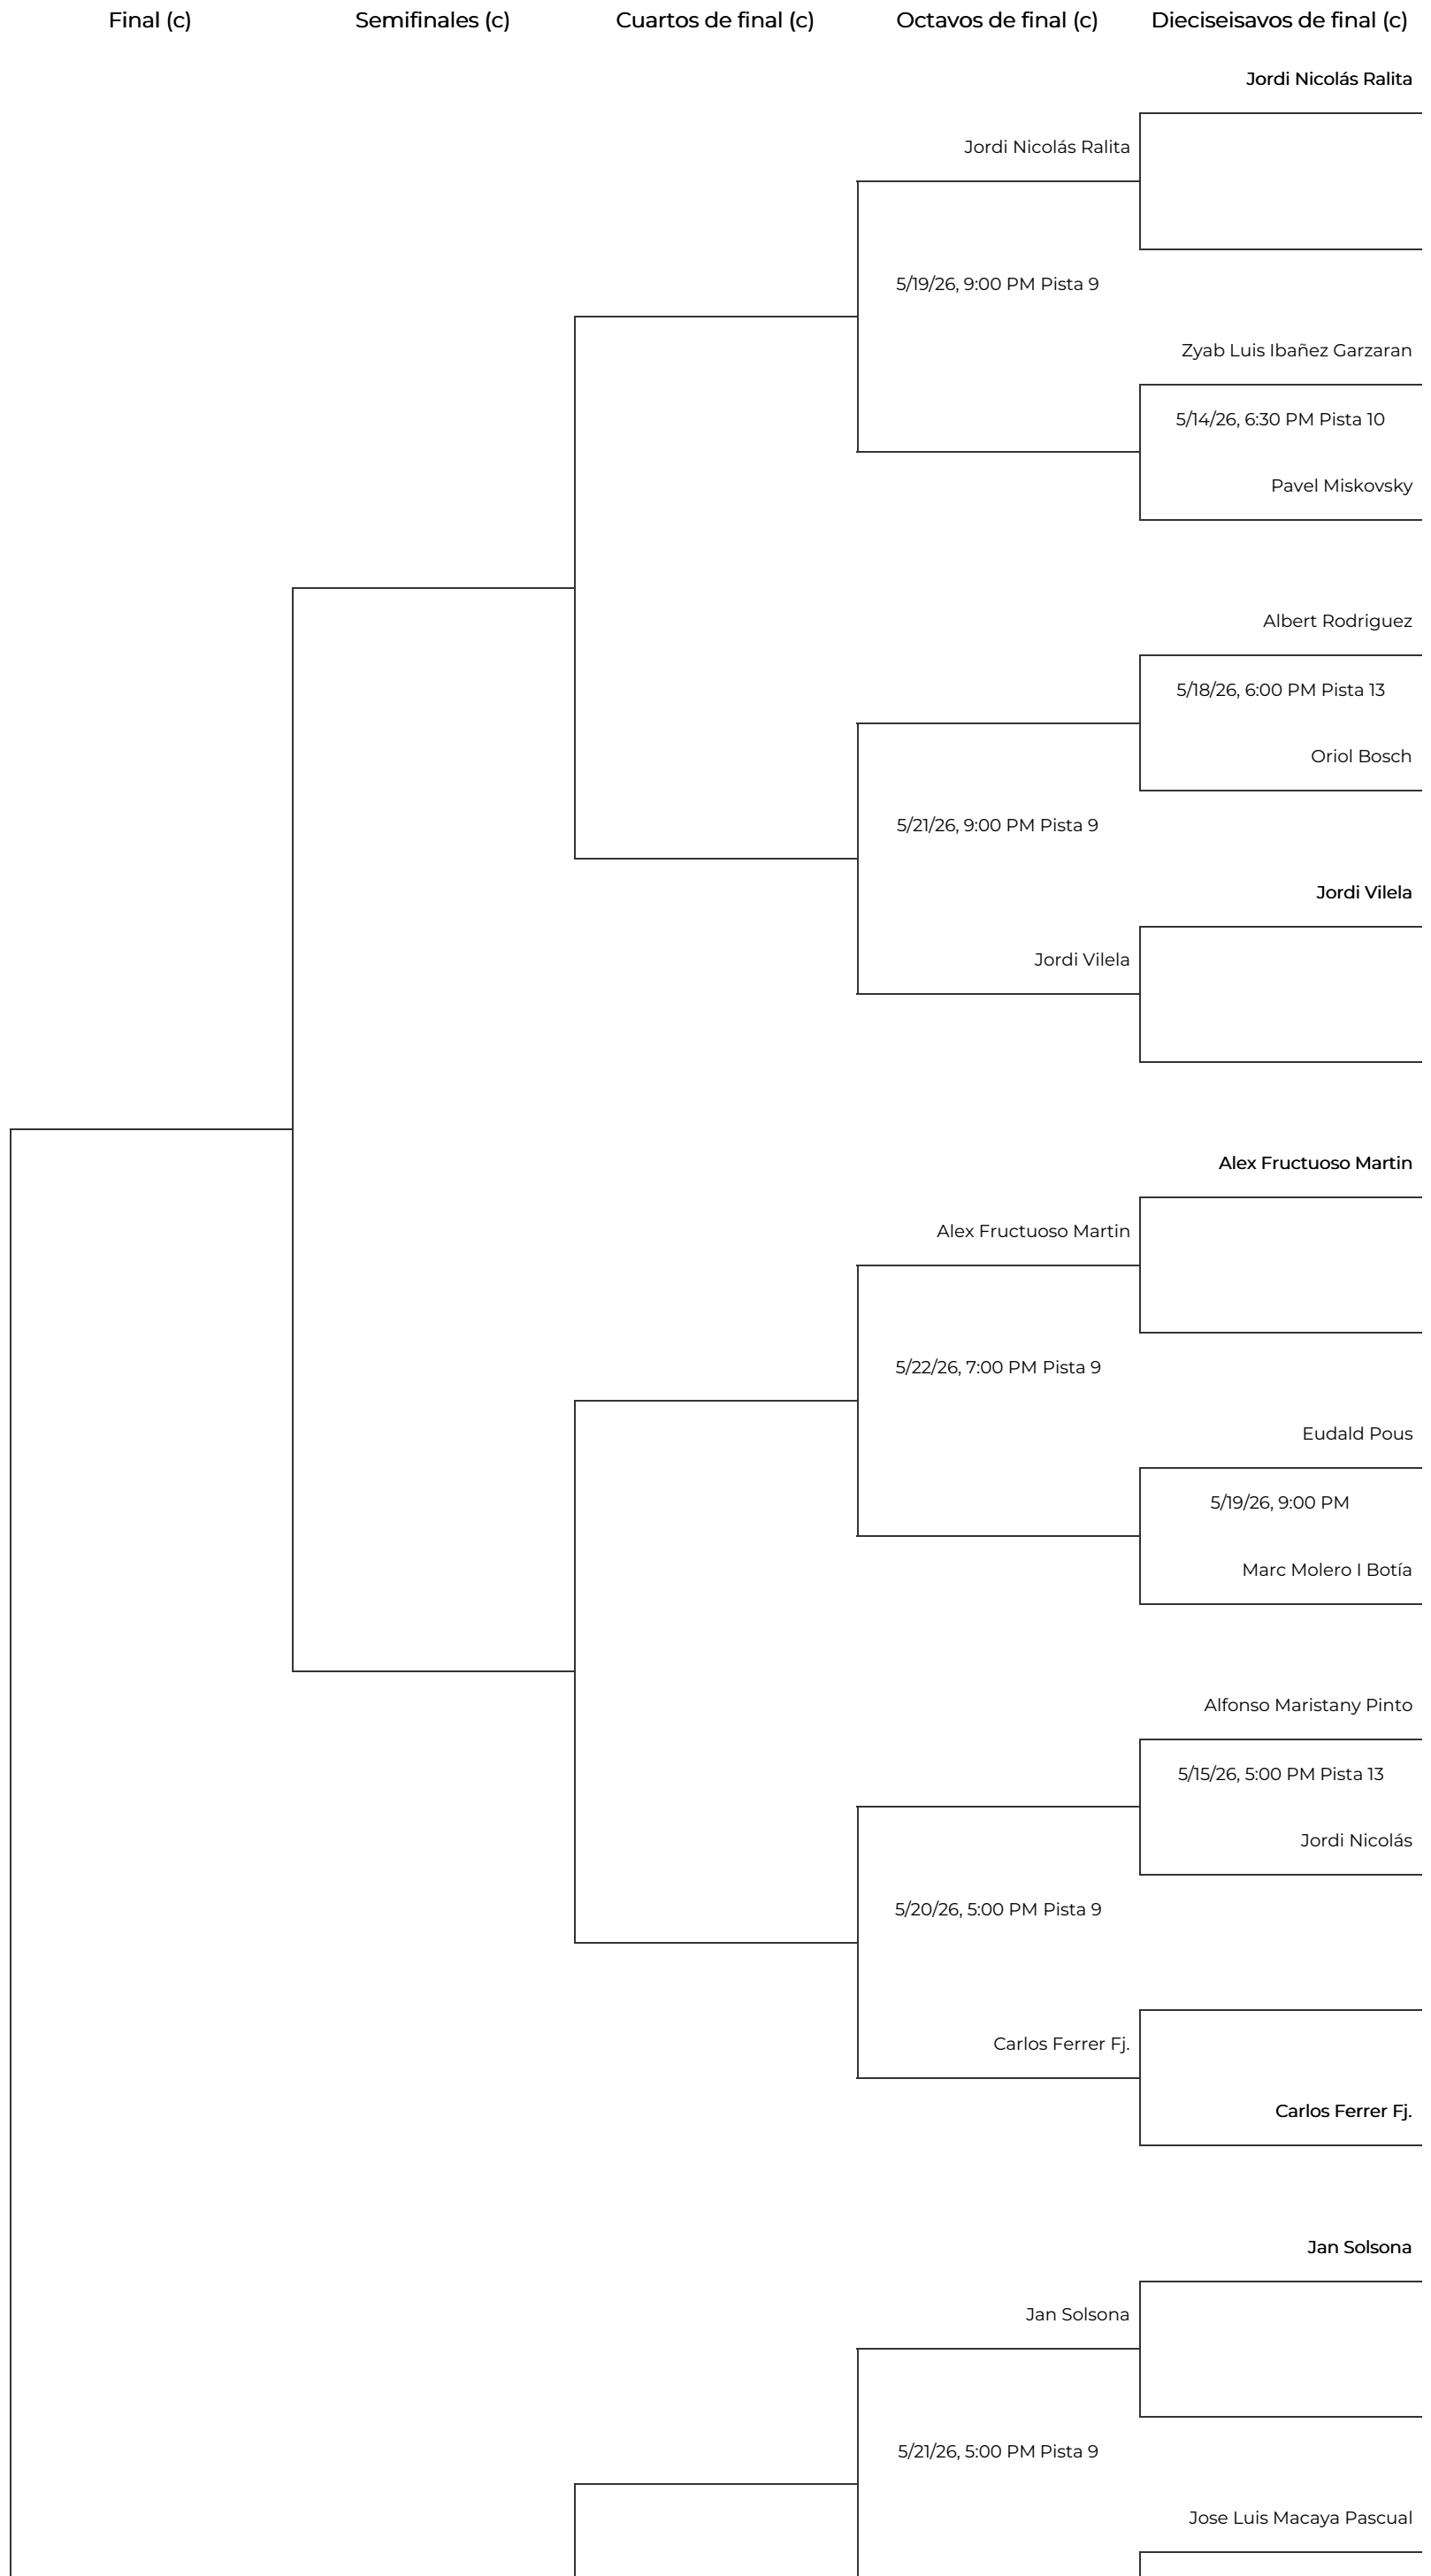 Final (c) Semifinales (c) Cuartos de final (c) Octavos de final (c) Dieciseisavos de final (c)
Jordi Nicolás Ralita
Jordi Nicolás Ralita
5/19/26, 9:00 PM Pista 9
Zyab Luis Ibañez Garzaran
5/14/26, 6:30 PM Pista 10
Pavel Miskovsky
Albert Rodriguez
5/18/26, 6:00 PM Pista 13
Oriol Bosch
5/21/26, 9:00 PM Pista 9
Jordi Vilela
Jordi Vilela
Alex Fructuoso Martin
Alex Fructuoso Martin
5/22/26, 7:00 PM Pista 9
Eudald Pous
5/19/26, 9:00 PM
Marc Molero I Botía
Alfonso Maristany Pinto
5/15/26, 5:00 PM Pista 13
Jordi Nicolás
5/20/26, 5:00 PM Pista 9
Carlos Ferrer Fj.
Carlos Ferrer Fj.
Jan Solsona
Jan Solsona
5/21/26, 5:00 PM Pista 9
Jose Luis Macaya Pascual